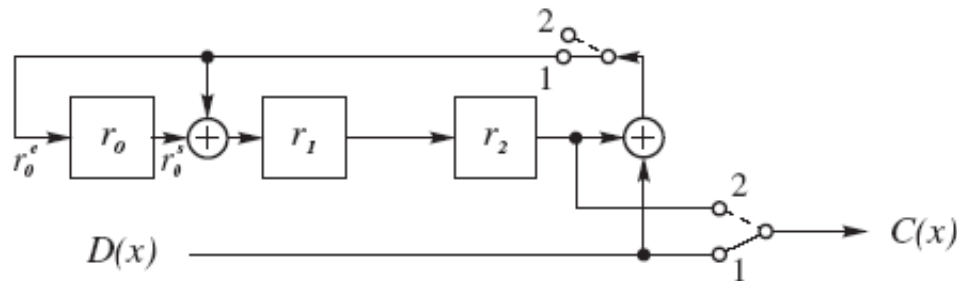 2
1
r₀
r₁
r₂
r₀ᵉ
r₀ˢ
2
D(x)
C(x)
1